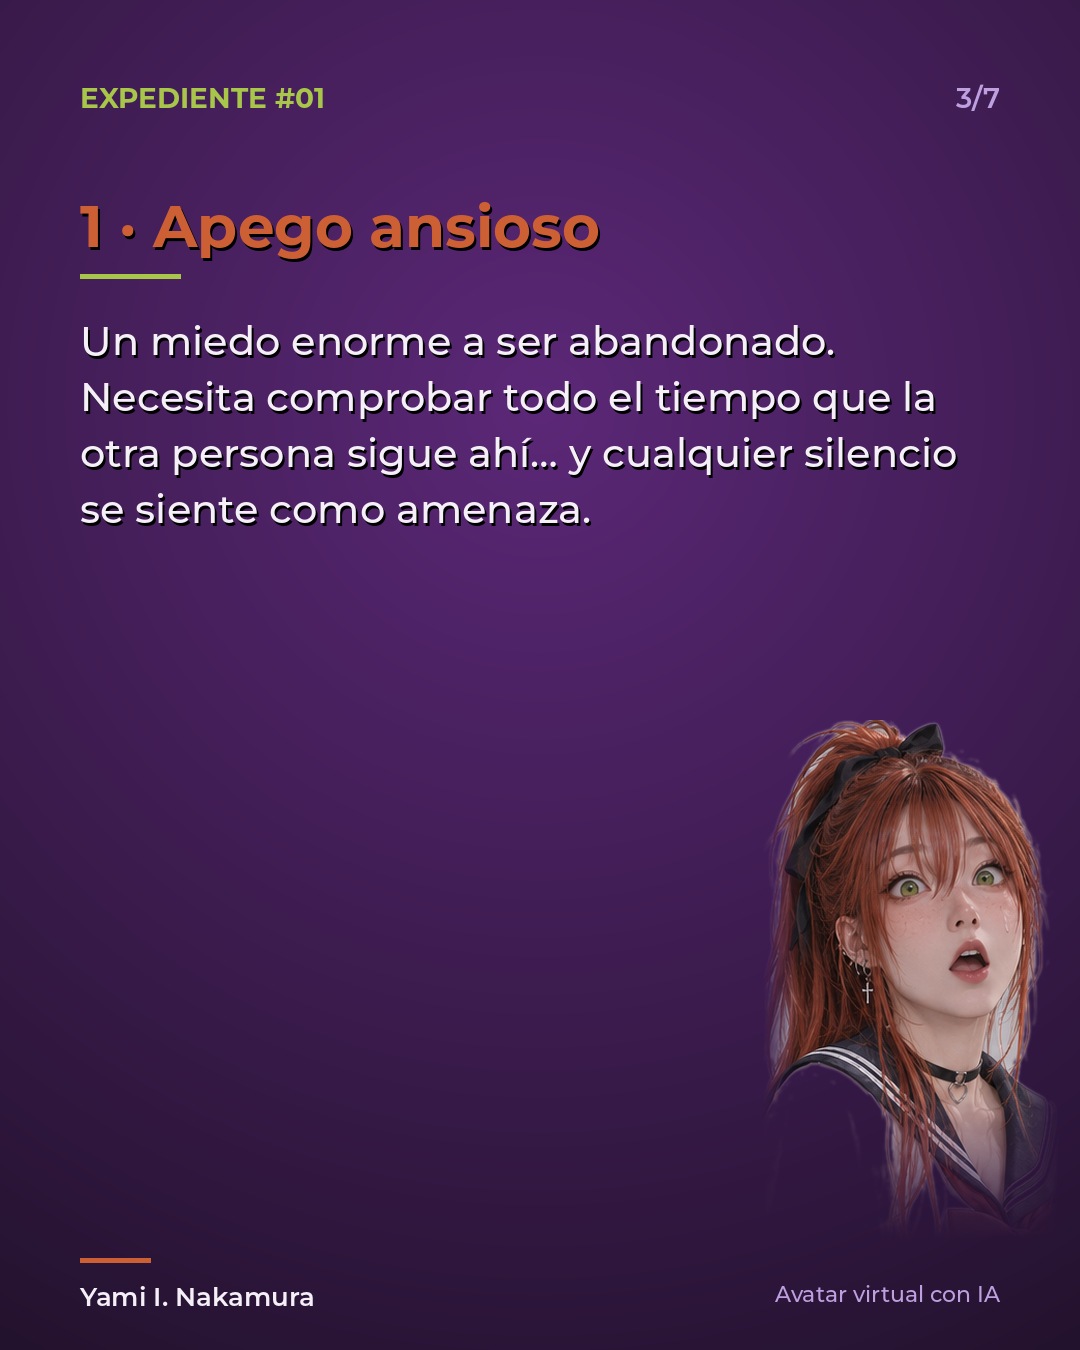 EXPEDIENTE #01
3/7
1 · Apego ansioso
Un miedo enorme a ser abandonado.
Necesita comprobar todo el tiempo que la
otra persona sigue ahí... y cualquier silencio
se siente como amenaza.
Yami I. Nakamura
Avatar virtual con IA